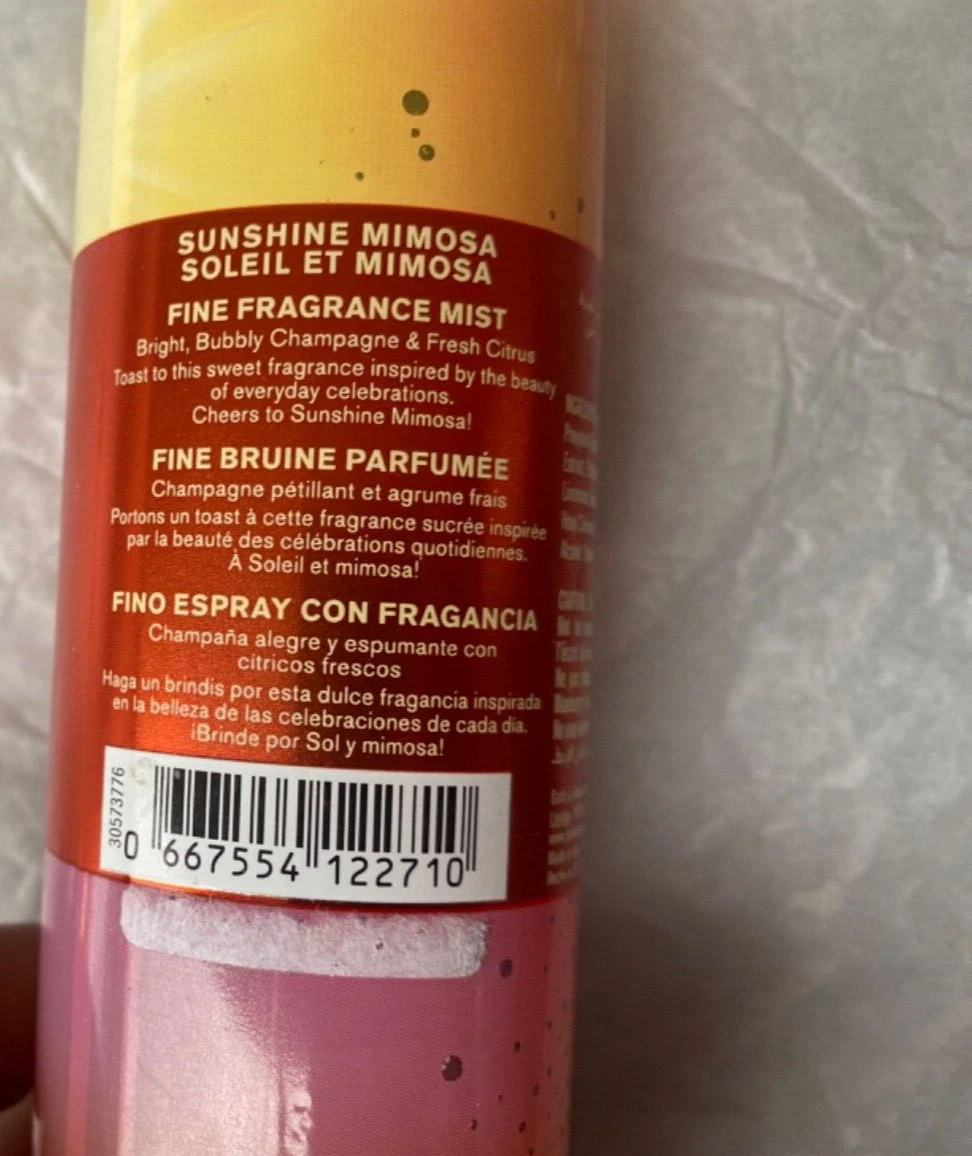 SUNSHINE MIMOSA
SOLEIL ET MIMOSA
FINE FRAGRANCE MIST
Bright, Bubbly Champagne & Fresh Citrus
Toast to this sweet fragrance inspired by the beauty
of everyday celebrations.
Cheers to Sunshine Mimosa!
FINE BRUINE PARFUMÉE
Champagne pétillant et agrume frais
Portons un toast à cette fragrance sucrée inspirée
par la beauté des célébrations quotidiennes.
À Soleil et mimosa!
FINO ESPRAY CON FRAGANCIA
Champaña alegre y espumante con
cítricos frescos
Haga un brindis por esta dulce fragancia inspirada
en la belleza de las celebraciones de cada día.
¡Brinde por Sol y mimosa!
30573776
0 667554 122710